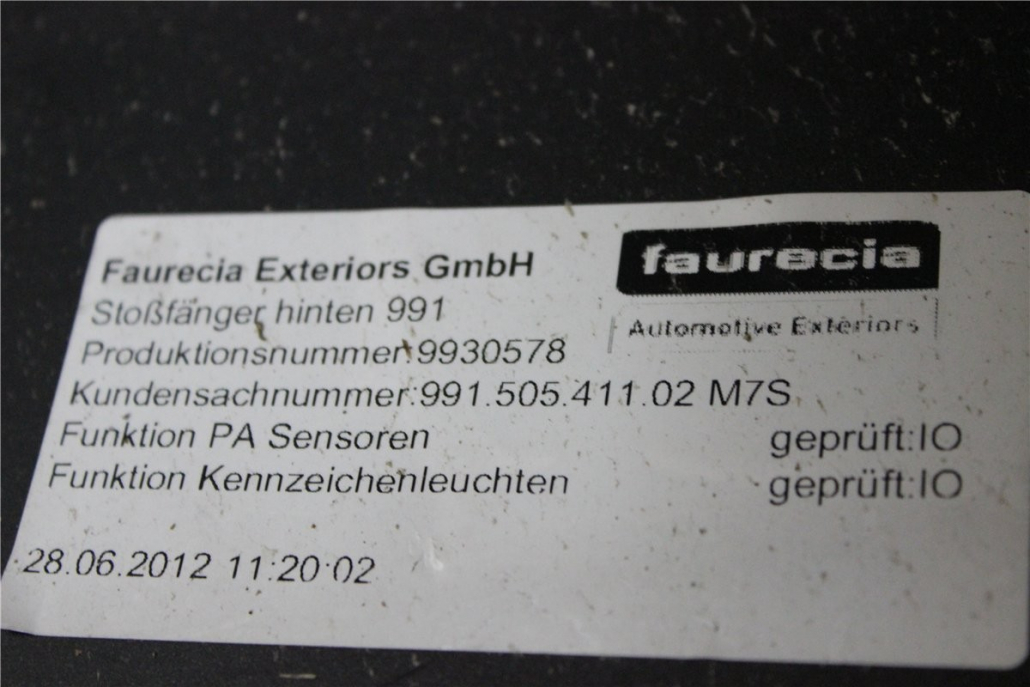 Faurecia Exteriors GmbH
faurecia
Automotive Exteriors
Stoßfänger hinten 991
Produktionsnummer:9930578
Kundensachnummer:991.505.411.02 M7S
Funktion PA Sensoren geprüft:IO
Funktion Kennzeichenleuchten geprüft:IO
28.06.2012 11:20:02